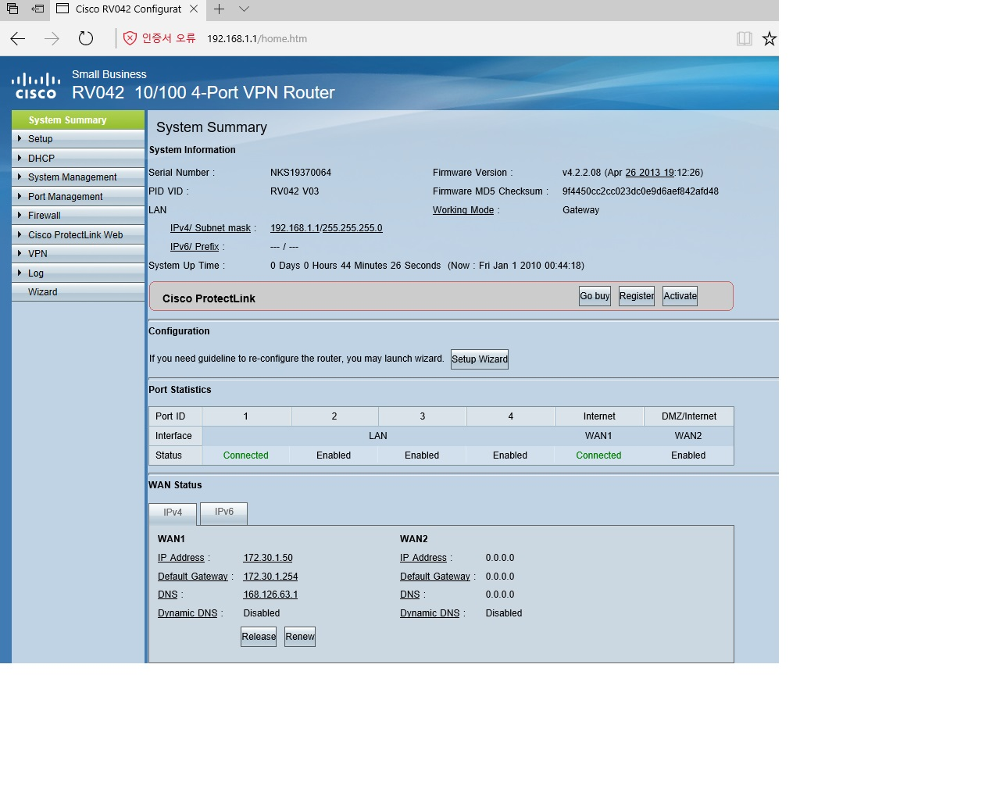 Cisco RV042 Configurat
인증서 오류 192.168.1.1/home.htm
Small Business
cisco RV042 10/100 4-Port VPN Router
System Summary
Setup
DHCP
System Management
Port Management
Firewall
Cisco ProtectLink Web
VPN
Log
Wizard
System Summary
System Information
Serial Number : NKS19370064 Firmware Version : v4.2.2.08 (Apr 26 2013 19:12:26)
PID VID : RV042 V03 Firmware MD5 Checksum : 9f4450cc2cc023dc0e9d6aef842afd48
LAN Working Mode : Gateway
IPv4/ Subnet mask : 192.168.1.1/255.255.255.0
IPv6/ Prefix : --- / ---
System Up Time : 0 Days 0 Hours 44 Minutes 26 Seconds (Now : Fri Jan 1 2010 00:44:18)
Cisco ProtectLink Go buy Register Activate
Configuration
If you need guideline to re-configure the router, you may launch wizard. Setup Wizard
Port Statistics
Port ID 1 2 3 4 Internet DMZ/Internet
Interface LAN WAN1 WAN2
Status Connected Enabled Enabled Enabled Connected Enabled
WAN Status
IPv4 IPv6
WAN1 WAN2
IP Address : 172.30.1.50 IP Address : 0.0.0.0
Default Gateway : 172.30.1.254 Default Gateway : 0.0.0.0
DNS : 168.126.63.1 DNS : 0.0.0.0
Dynamic DNS : Disabled Dynamic DNS : Disabled
Release Renew